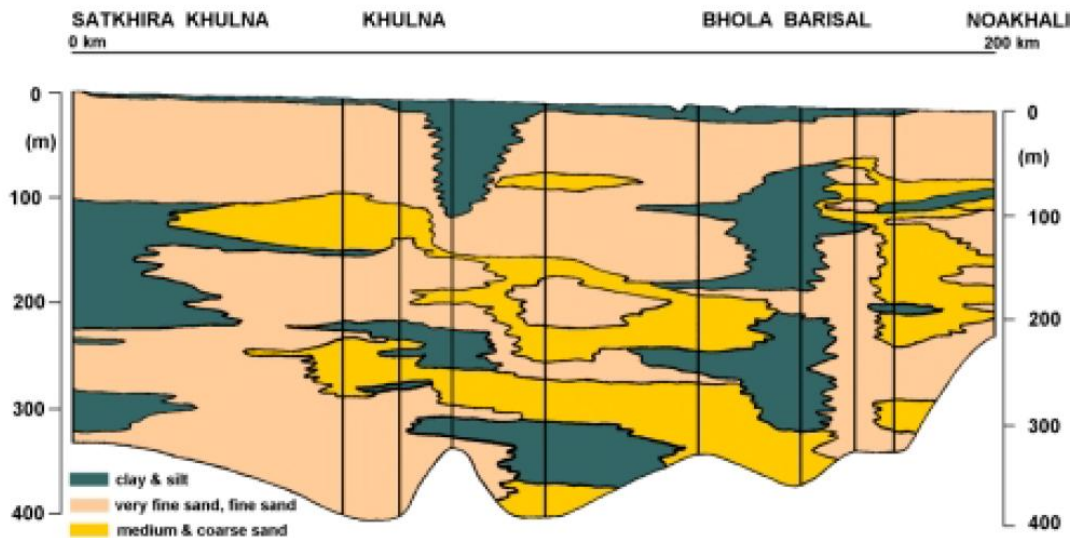 SATKHIRA KHULNA KHULNA BHOLA BARISAL NOAKHALI
0 km 200 km
0 0
(m) (m)
100 100
200 200
300 300
400 400
clay & silt
very fine sand, fine sand
medium & coarse sand